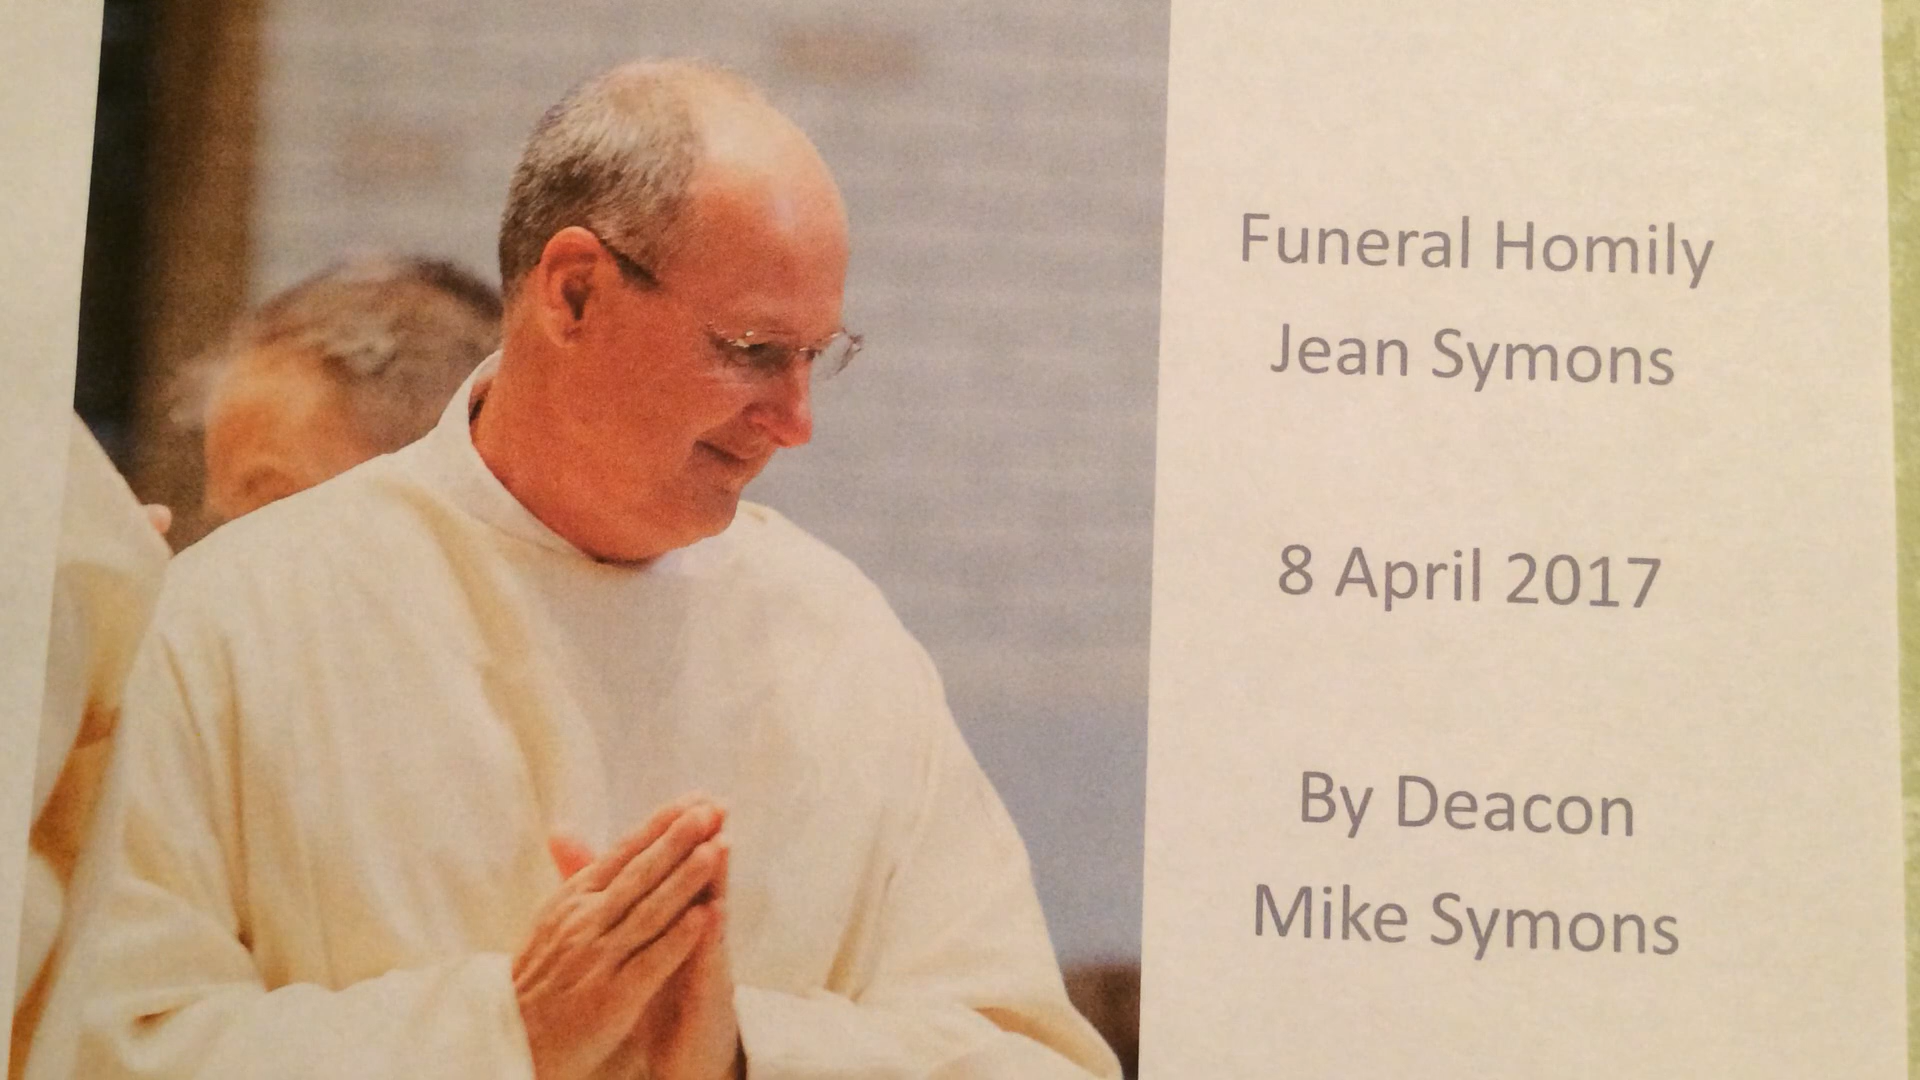 Funeral Homily
Jean Symons
8 April 2017
By Deacon
Mike Symons